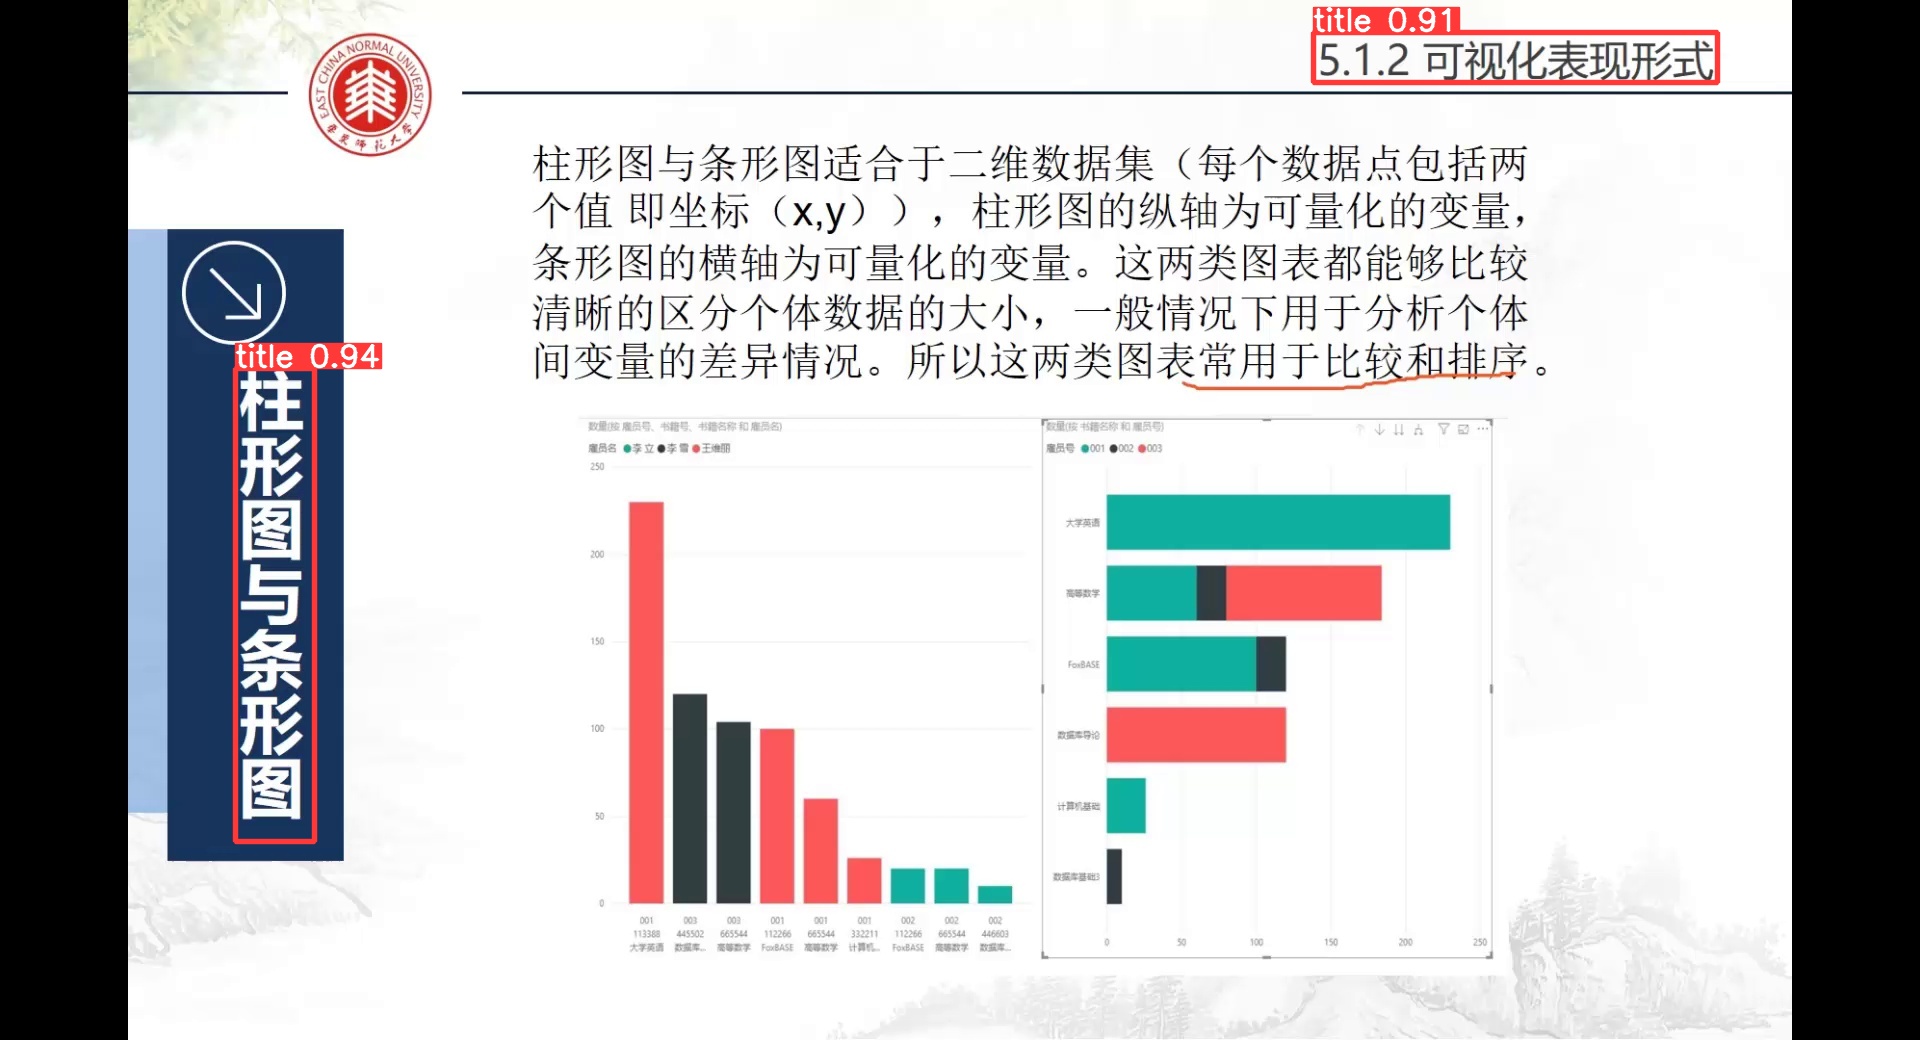 title 0.91
5.1.2 可视化表现形式
EAST CHINA NORMAL UNIVERSITY
华东师范大学
柱形图与条形图适合于二维数据集（每个数据点包括两
个值 即坐标（x,y）），柱形图的纵轴为可量化的变量，
条形图的横轴为可量化的变量。这两类图表都能够比较
清晰的区分个体数据的大小，一般情况下用于分析个体
间变量的差异情况。所以这两类图表常用于比较和排序。
title 0.94
柱形图与条形图
数量(按 雇员号、书籍号、书籍名称 和 雇员名)
雇员名 李 立 李 雪 王维丽
250
200
150
100
50
0
001 003 003 001 001 001 002 002 002
113388 445502 665544 112266 665544 332211 112266 665544 446603
大学英语 数据库... 高等数学 FoxBASE 高等数学 计算机... FoxBASE 高等数学 数据库...
数量(按 书籍名称 和 雇员号)
雇员号 001 002 003
大学英语
高等数学
FoxBASE
数据库导论
计算机基础
数据库基础3
0 50 100 150 200 250